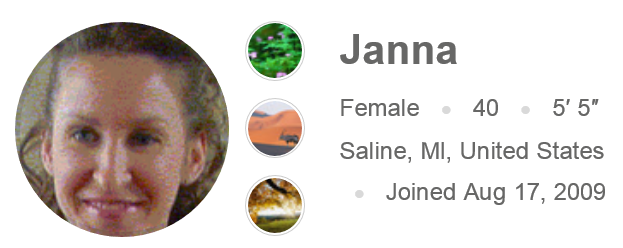 Janna
Female • 40 • 5′ 5″
Saline, MI, United States
• Joined Aug 17, 2009